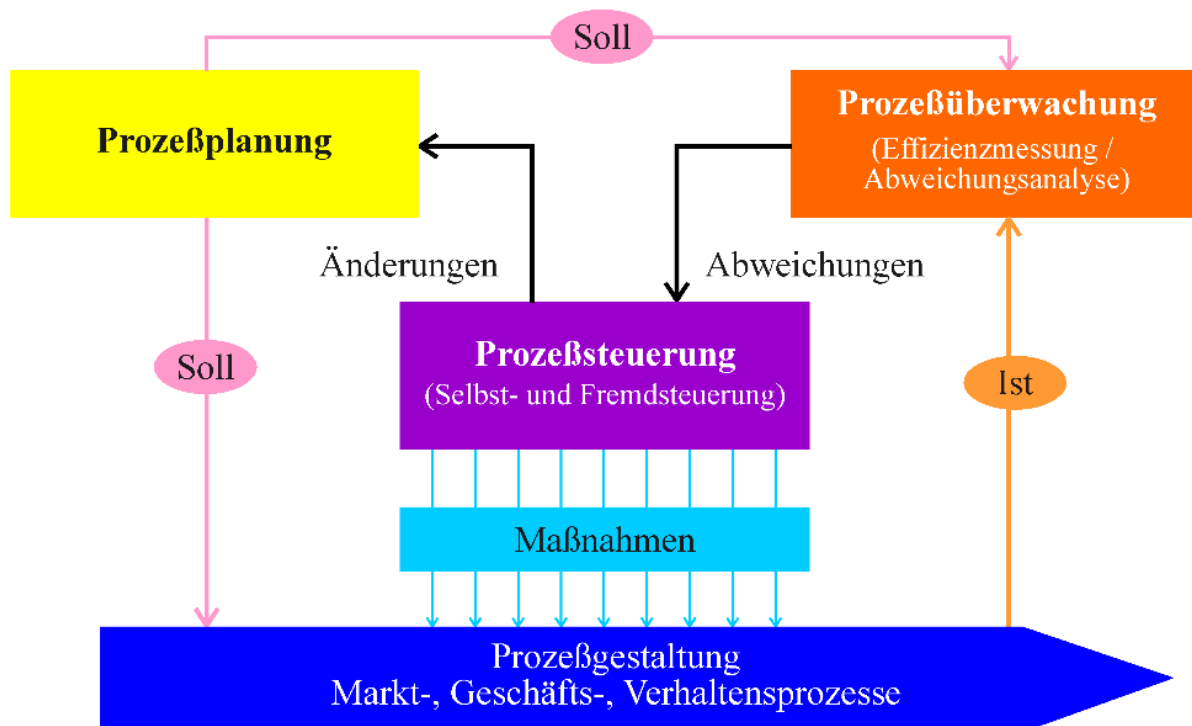 Soll
Prozeßplanung
Prozeßüberwachung
(Effizienzmessung /
Abweichungsanalyse)
Änderungen
Abweichungen
Soll
Prozeßsteuerung
(Selbst- und Fremdsteuerung)
Ist
Maßnahmen
Prozeßgestaltung
Markt-, Geschäfts-, Verhaltensprozesse